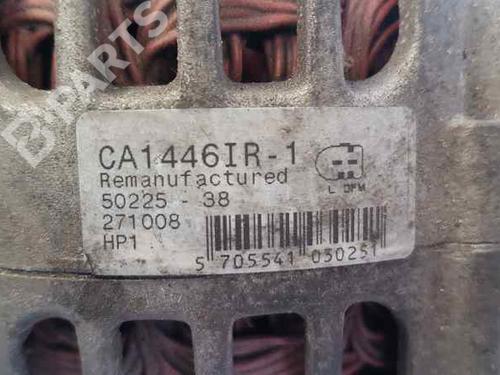 B-PARTS
CA1446IR-1
Remanufactured
L DFM
50225 - 38
271008
HP1
5 705541 030251